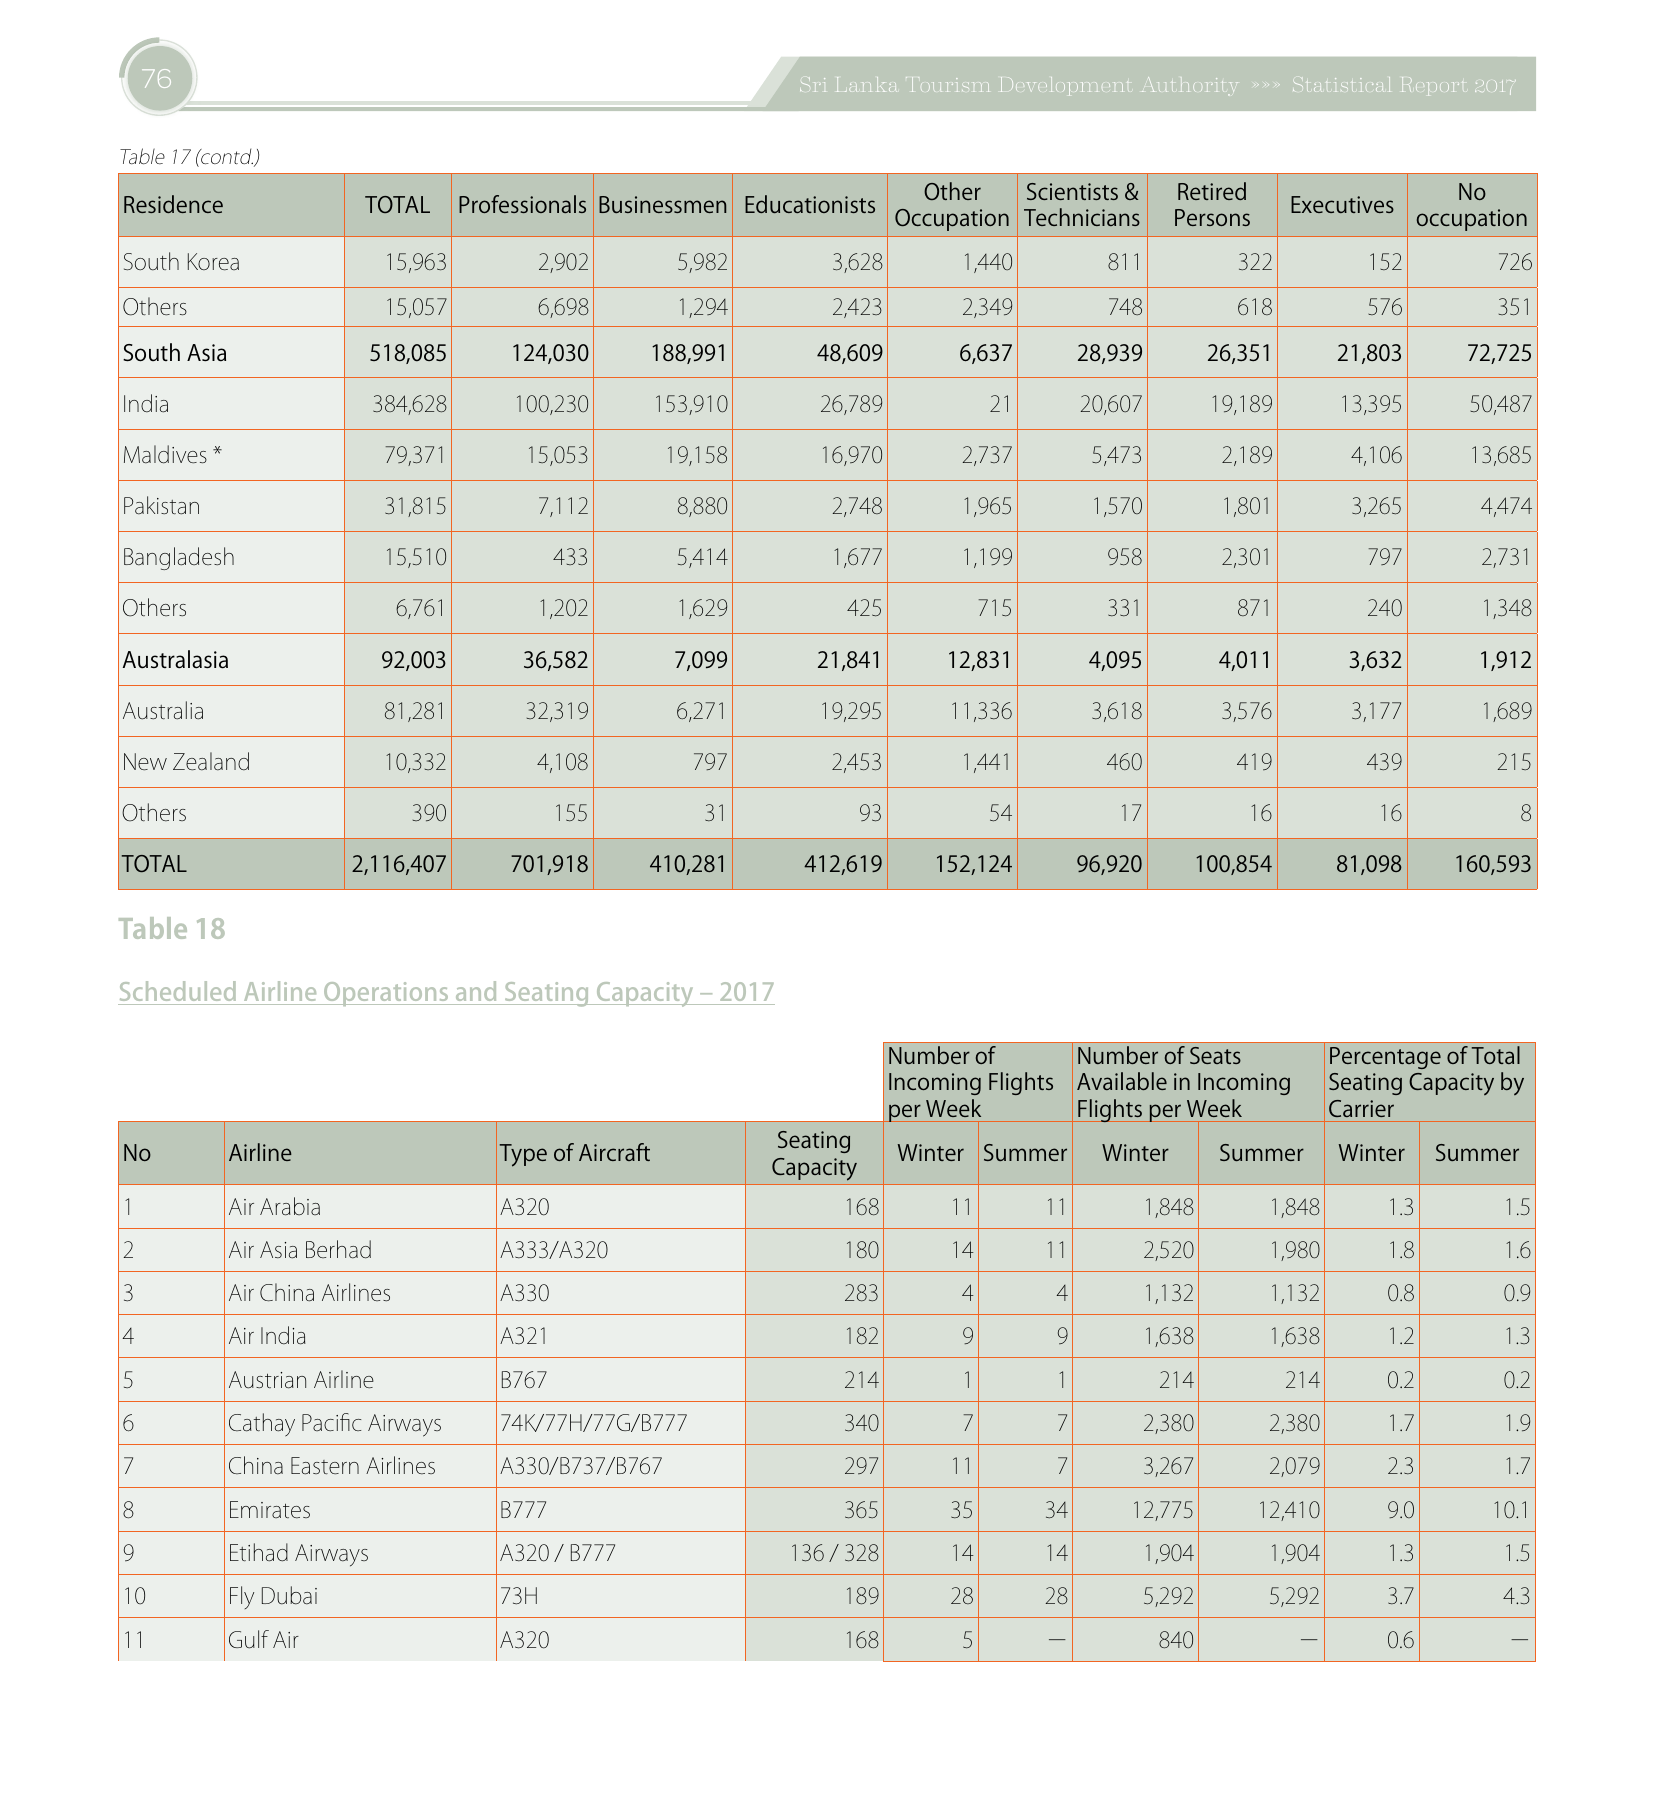 76
Sri Lanka Tourism Development Authority »»» Statistical Report 2017
Table 17 (contd.)
Residence TOTAL Professionals Businessmen Educationists Other Occupation Scientists & Technicians Retired Persons Executives No occupation
South Korea 15,963 2,902 5,982 3,628 1,440 811 322 152 726
Others 15,057 6,698 1,294 2,423 2,349 748 618 576 351
South Asia 518,085 124,030 188,991 48,609 6,637 28,939 26,351 21,803 72,725
India 384,628 100,230 153,910 26,789 21 20,607 19,189 13,395 50,487
Maldives * 79,371 15,053 19,158 16,970 2,737 5,473 2,189 4,106 13,685
Pakistan 31,815 7,112 8,880 2,748 1,965 1,570 1,801 3,265 4,474
Bangladesh 15,510 433 5,414 1,677 1,199 958 2,301 797 2,731
Others 6,761 1,202 1,629 425 715 331 871 240 1,348
Australasia 92,003 36,582 7,099 21,841 12,831 4,095 4,011 3,632 1,912
Australia 81,281 32,319 6,271 19,295 11,336 3,618 3,576 3,177 1,689
New Zealand 10,332 4,108 797 2,453 1,441 460 419 439 215
Others 390 155 31 93 54 17 16 16 8
TOTAL 2,116,407 701,918 410,281 412,619 152,124 96,920 100,854 81,098 160,593
Table 18
Scheduled Airline Operations and Seating Capacity – 2017
Number of Incoming Flights per Week Number of Seats Available in Incoming Flights per Week Percentage of Total Seating Capacity by Carrier
No Airline Type of Aircraft Seating Capacity Winter Summer Winter Summer Winter Summer
1 Air Arabia A320 168 11 11 1,848 1,848 1.3 1.5
2 Air Asia Berhad A333/A320 180 14 11 2,520 1,980 1.8 1.6
3 Air China Airlines A330 283 4 4 1,132 1,132 0.8 0.9
4 Air India A321 182 9 9 1,638 1,638 1.2 1.3
5 Austrian Airline B767 214 1 1 214 214 0.2 0.2
6 Cathay Pacific Airways 74K/77H/77G/B777 340 7 7 2,380 2,380 1.7 1.9
7 China Eastern Airlines A330/B737/B767 297 11 7 3,267 2,079 2.3 1.7
8 Emirates B777 365 35 34 12,775 12,410 9.0 10.1
9 Etihad Airways A320 / B777 136 / 328 14 14 1,904 1,904 1.3 1.5
10 Fly Dubai 73H 189 28 28 5,292 5,292 3.7 4.3
11 Gulf Air A320 168 5 — 840 — 0.6 —